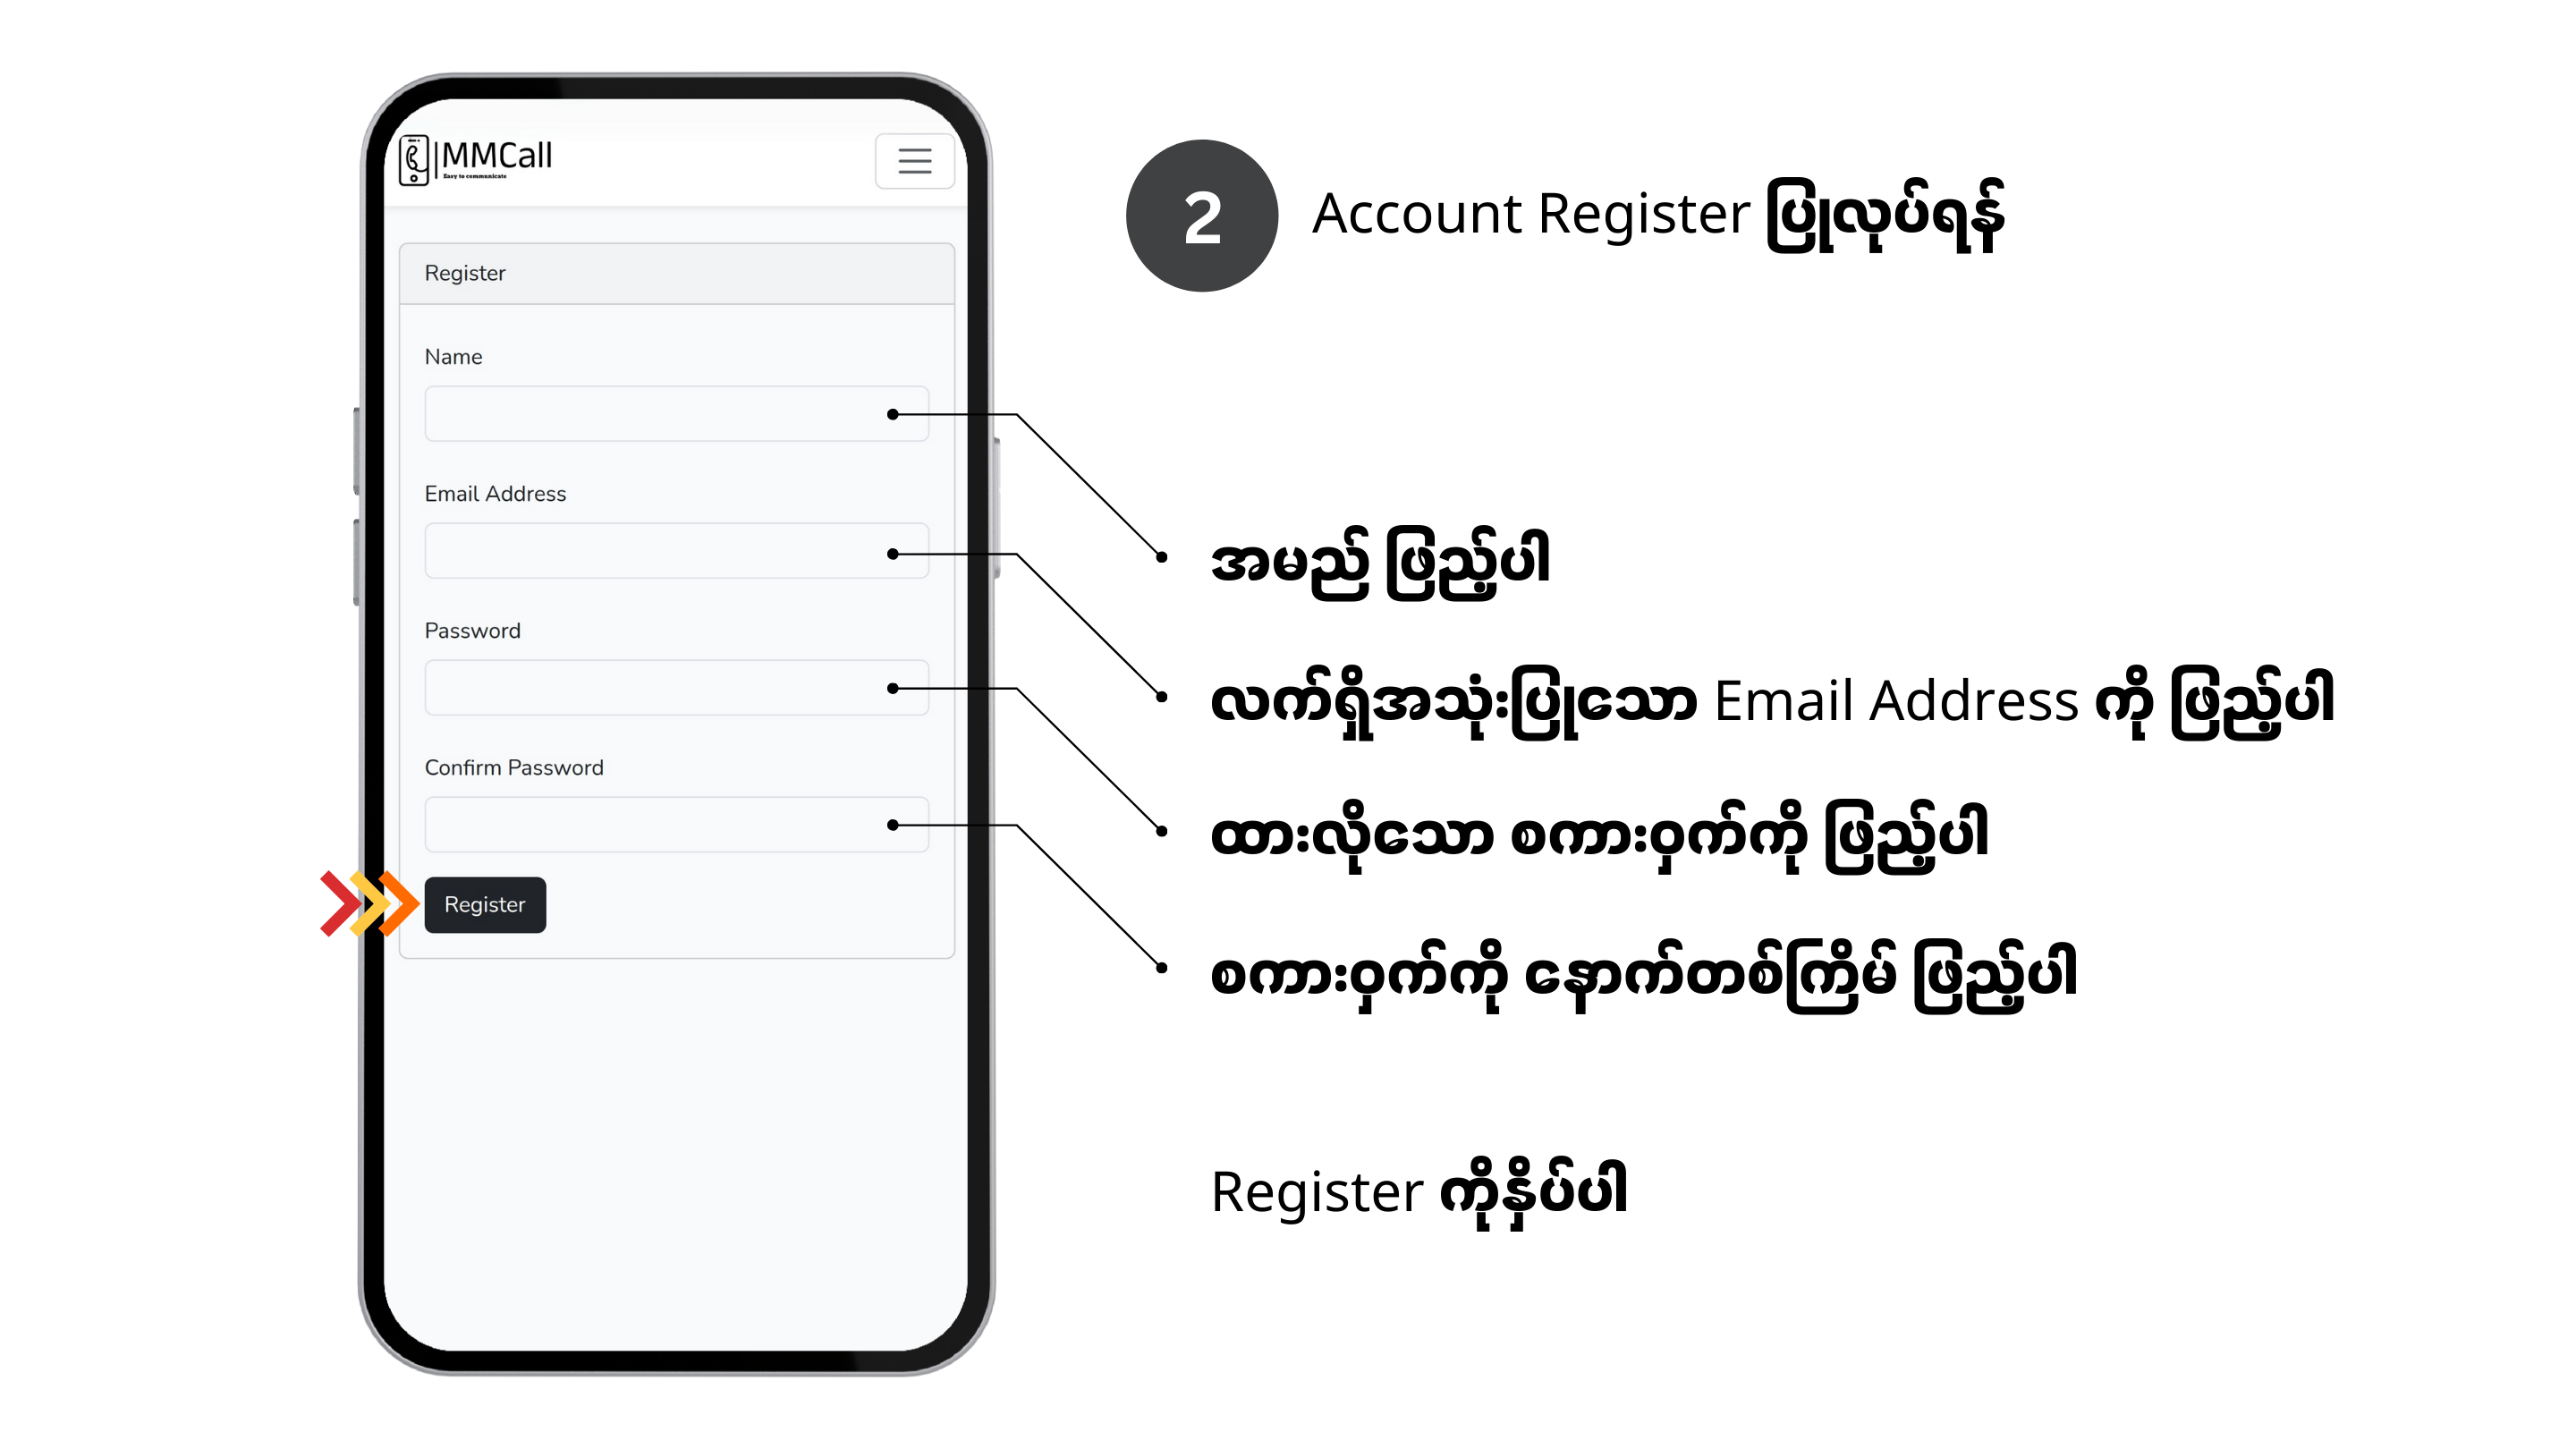 MMCall
Easy to communicate
Register
Name
Email Address
Password
Confirm Password
Register
2 Account Register ပြုလုပ်ရန်
အမည် ဖြည့်ပါ
လက်ရှိအသုံးပြုသော Email Address ကို ဖြည့်ပါ
ထားလိုသော စကားဝှက်ကို ဖြည့်ပါ
စကားဝှက်ကို နောက်တစ်ကြိမ် ဖြည့်ပါ
Register ကိုနှိပ်ပါ